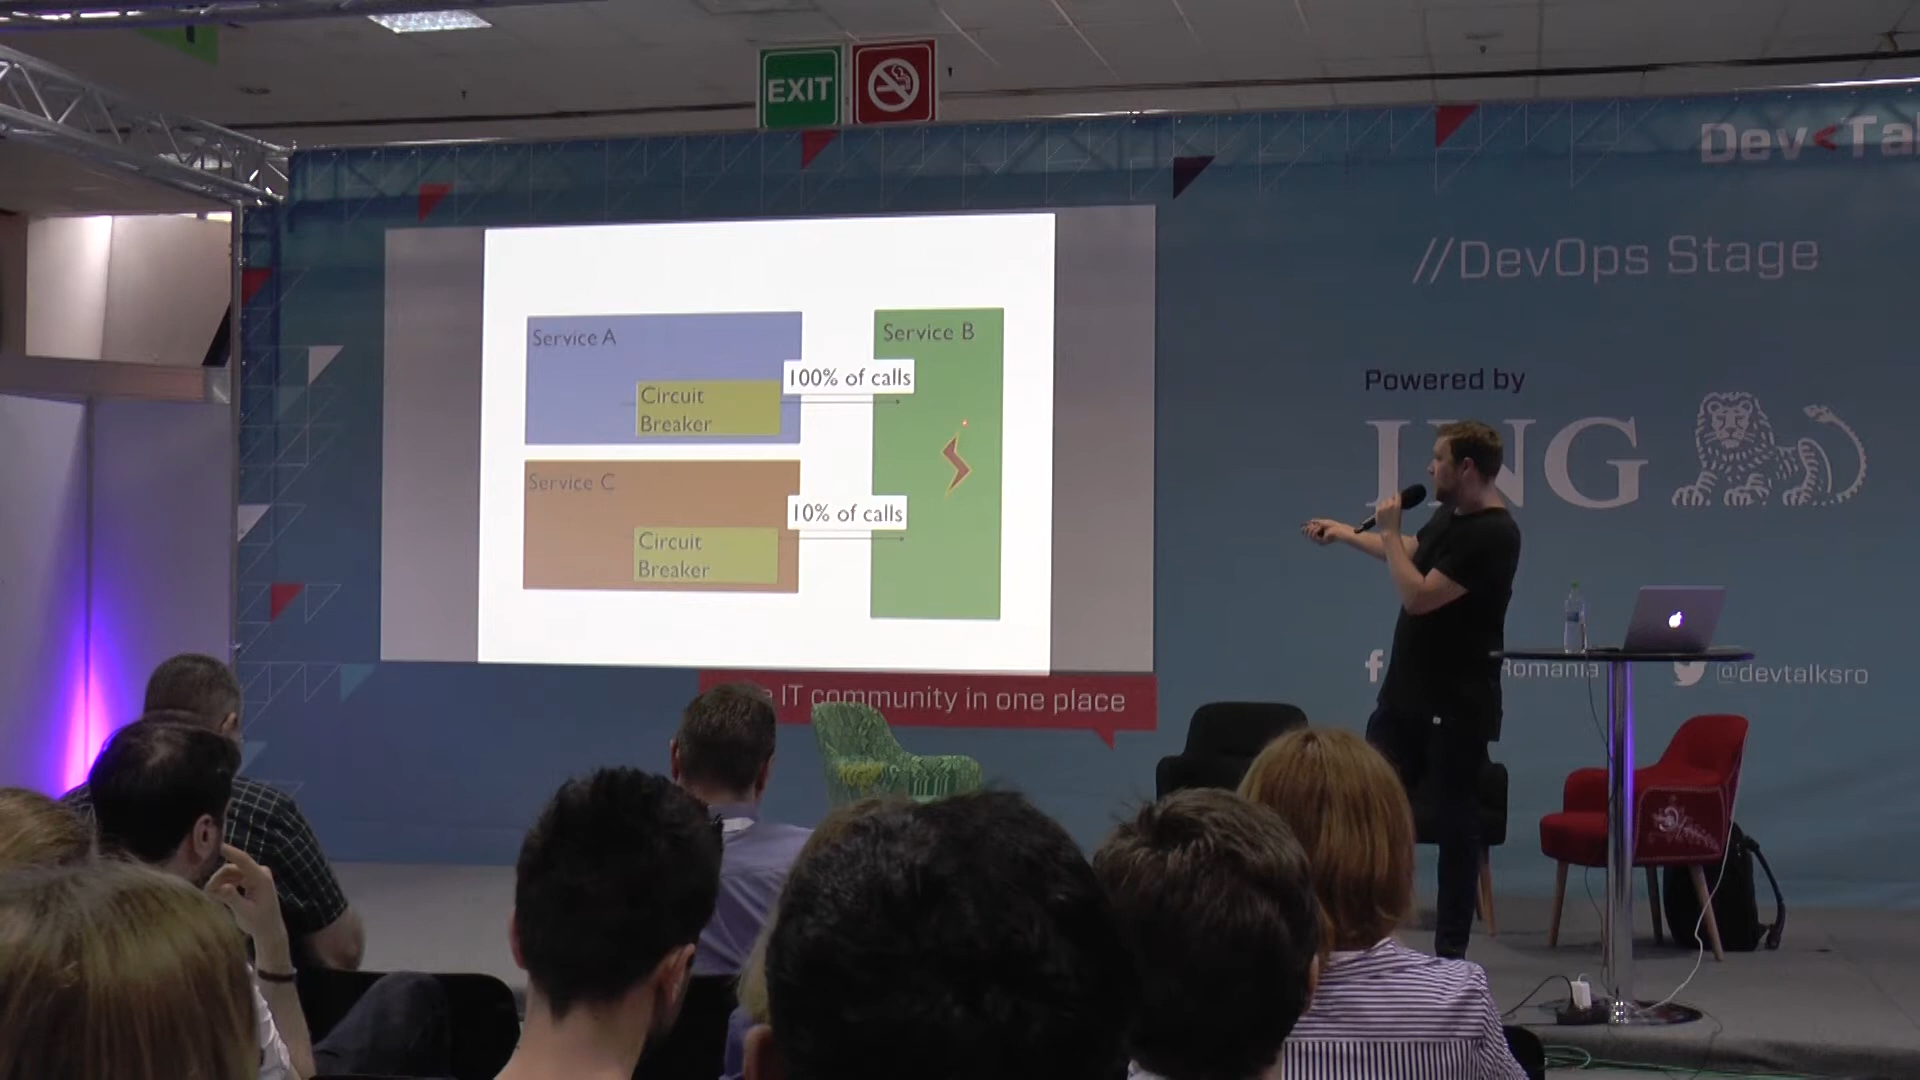 EXIT
Dev<Tal
//DevOps Stage
Service A
Service B
100% of calls
Circuit
Breaker
Service C
10% of calls
Circuit
Breaker
Powered by
ING
Romania
@devtalksro
IT community in one place